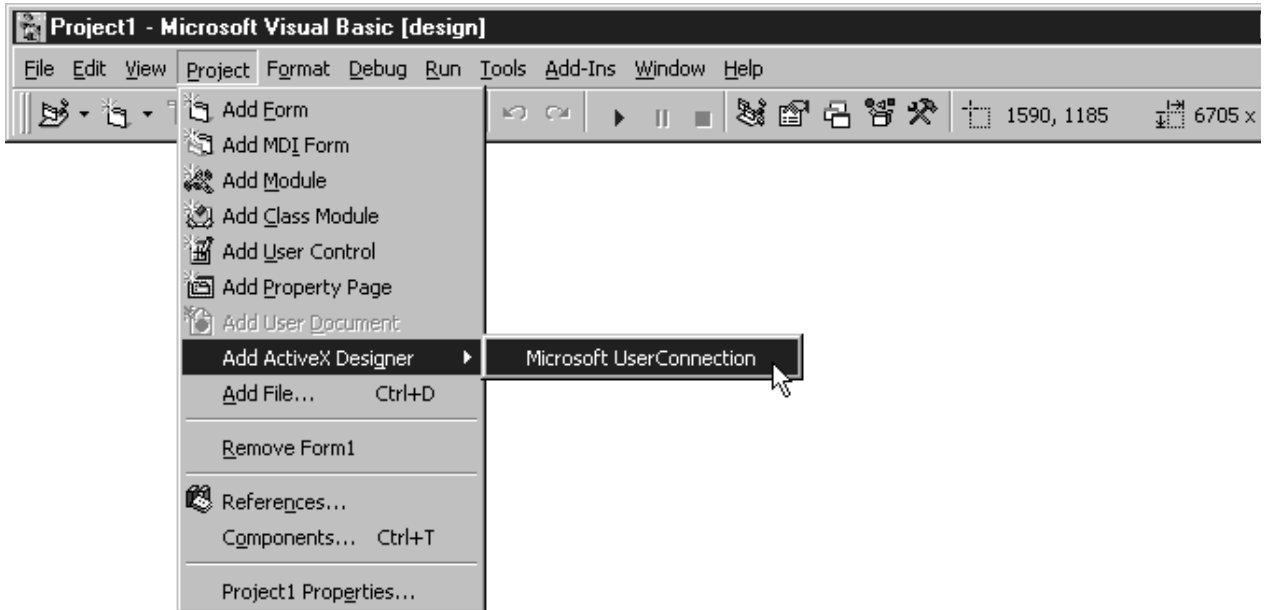 Project1 - Microsoft Visual Basic [design]
File Edit View Project Format Debug Run Tools Add-Ins Window Help
1590, 1185 6705 x
Add Form
Add MDI Form
Add Module
Add Class Module
Add User Control
Add Property Page
Add User Document
Add ActiveX Designer Microsoft UserConnection
Add File... Ctrl+D
Remove Form1
References...
Components... Ctrl+T
Project1 Properties...